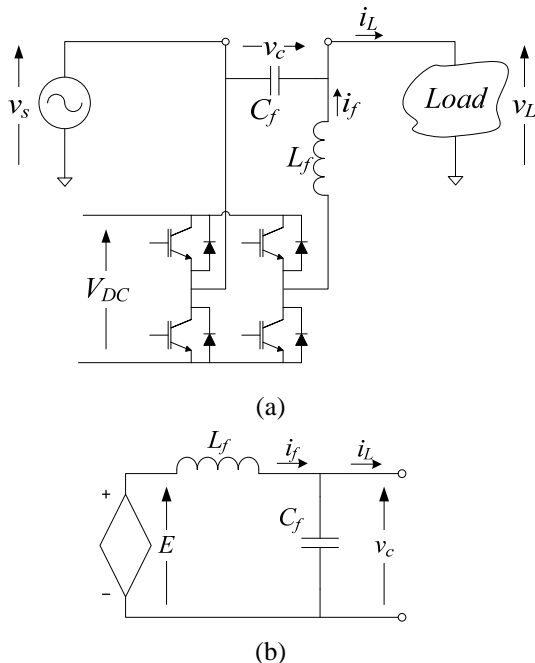 v_s
v_c
C_f
i_L
i_f
L_f
Load
v_L
V_DC
(a)
L_f
i_f
i_L
+
E
−
C_f
v_c
(b)